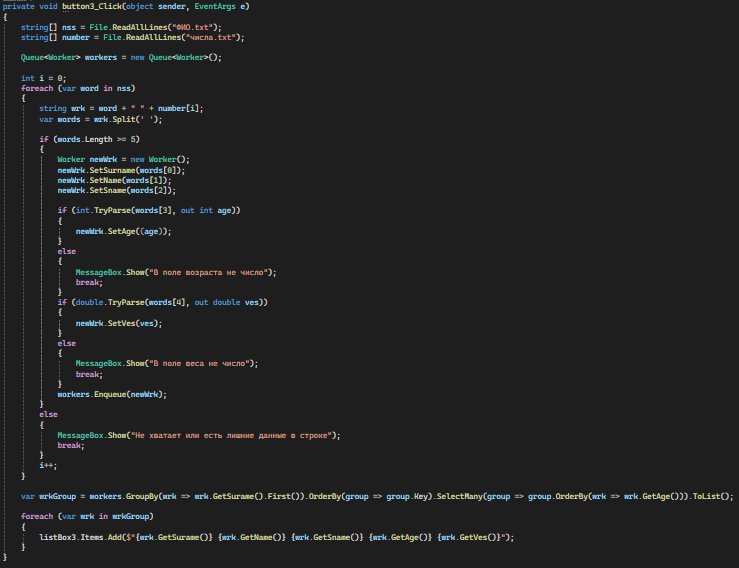 private void button3_Click(object sender, EventArgs e)
{
string[] nss = File.ReadAllLines("ФИО.txt");
string[] number = File.ReadAllLines("числа.txt");
Queue<Worker> workers = new Queue<Worker>();
int i = 0;
foreach (var word in nss)
{
string wrk = word + " " + number[i];
var words = wrk.Split(' ');
if (words.Length >= 5)
{
Worker newWrk = new Worker();
newWrk.SetSurname(words[0]);
newWrk.SetName(words[1]);
newWrk.SetSname(words[2]);
if (int.TryParse(words[3], out int age))
{
newWrk.SetAge((age));
}
else
{
MessageBox.Show("В поле возраста не число");
break;
}
if (double.TryParse(words[4], out double ves))
{
newWrk.SetVes(ves);
}
else
{
MessageBox.Show("В поле веса не число");
break;
}
workers.Enqueue(newWrk);
}
else
{
MessageBox.Show("Не хватает или есть лишние данные в строке");
break;
}
i++;
}
var wrkGroup = workers.GroupBy(wrk => wrk.GetSurame().First()).OrderBy(group => group.Key).SelectMany(group => group.OrderBy(wrk => wrk.GetAge())).ToList();
foreach (var wrk in wrkGroup)
{
listBox3.Items.Add($"{wrk.GetSurame()} {wrk.GetName()} {wrk.GetSname()} {wrk.GetAge()} {wrk.GetVes()}");
}
}